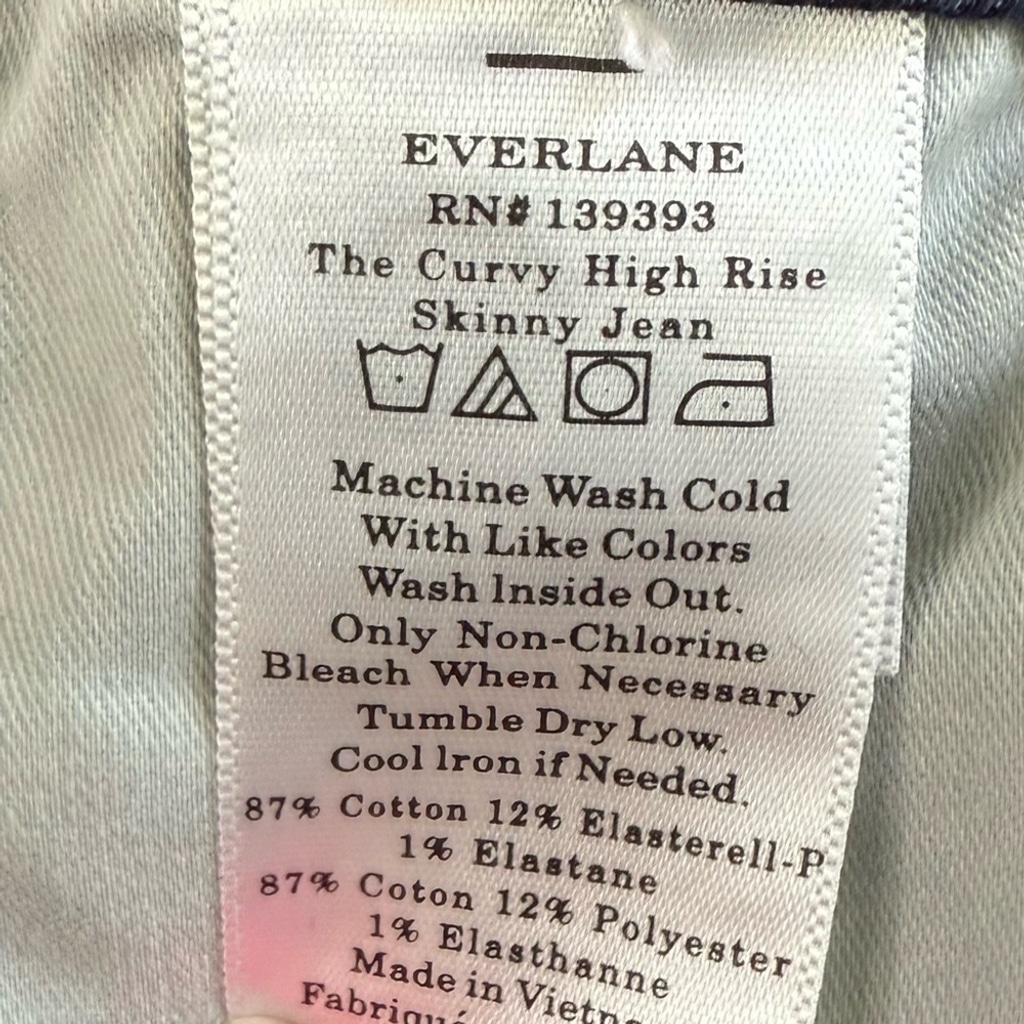 EVERLANE
RN# 139393
The Curvy High Rise
Skinny Jean
Machine Wash Cold
With Like Colors
Wash Inside Out.
Only Non-Chlorine
Bleach When Necessary
Tumble Dry Low.
Cool Iron if Needed.
87% Cotton 12% Elasterell-P
1% Elastane
87% Coton 12% Polyester
1% Elasthanne
Made in